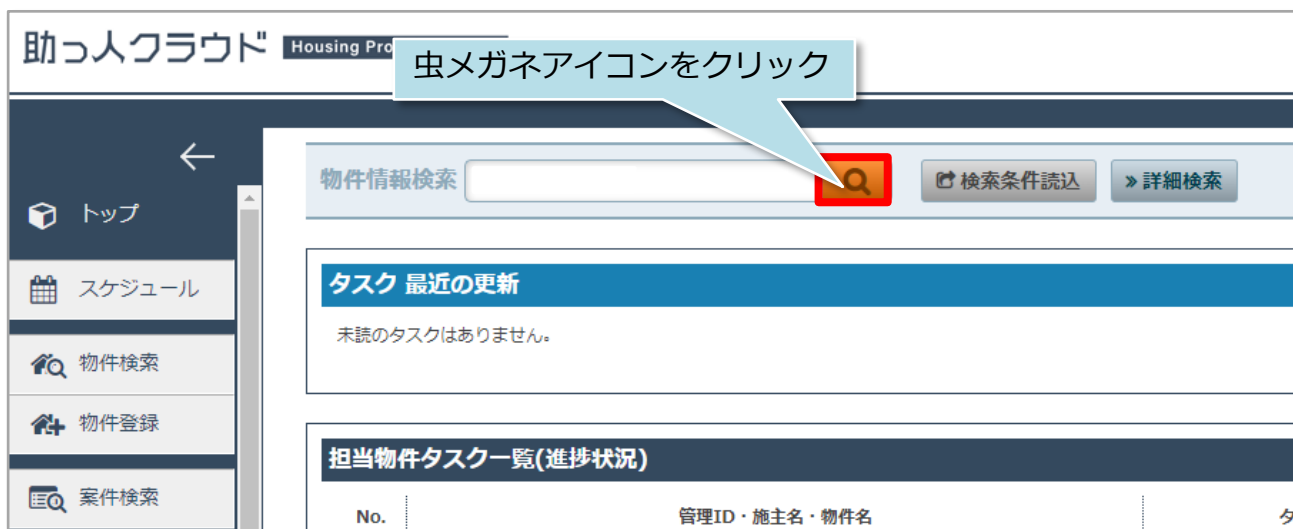 助っ人クラウド Housing Pro
虫メガネアイコンをクリック
物件情報検索
検索条件読込
» 詳細検索
トップ
スケジュール
物件検索
物件登録
案件検索
タスク 最近の更新
未読のタスクはありません。
担当物件タスク一覧(進捗状況)
No. 管理ID・施主名・物件名